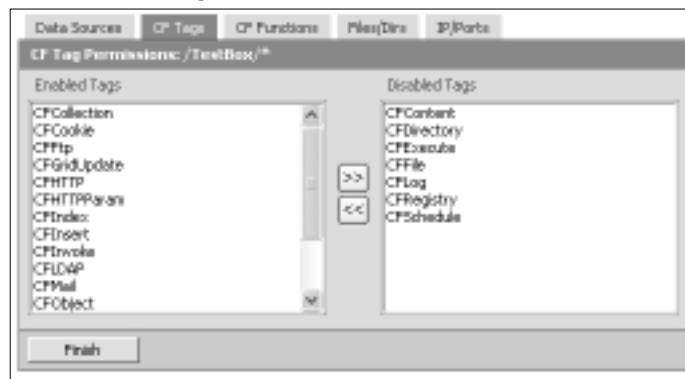 Data Sources CF Tags CF Functions Files/Dirs IP/Ports
CF Tag Permissions: /TestBox/*
Enabled Tags Disabled Tags
CFCollection
CFCookie
CFFtp
CFGridUpdate
CFHTTP
CFHTTPParam
CFIndex
CFInsert
CFInvoke
CFLDAP
CFMail
CFObject
>>
<<
CFContent
CFDirectory
CFExecute
CFFile
CFLog
CFRegistry
CFSchedule
Finish